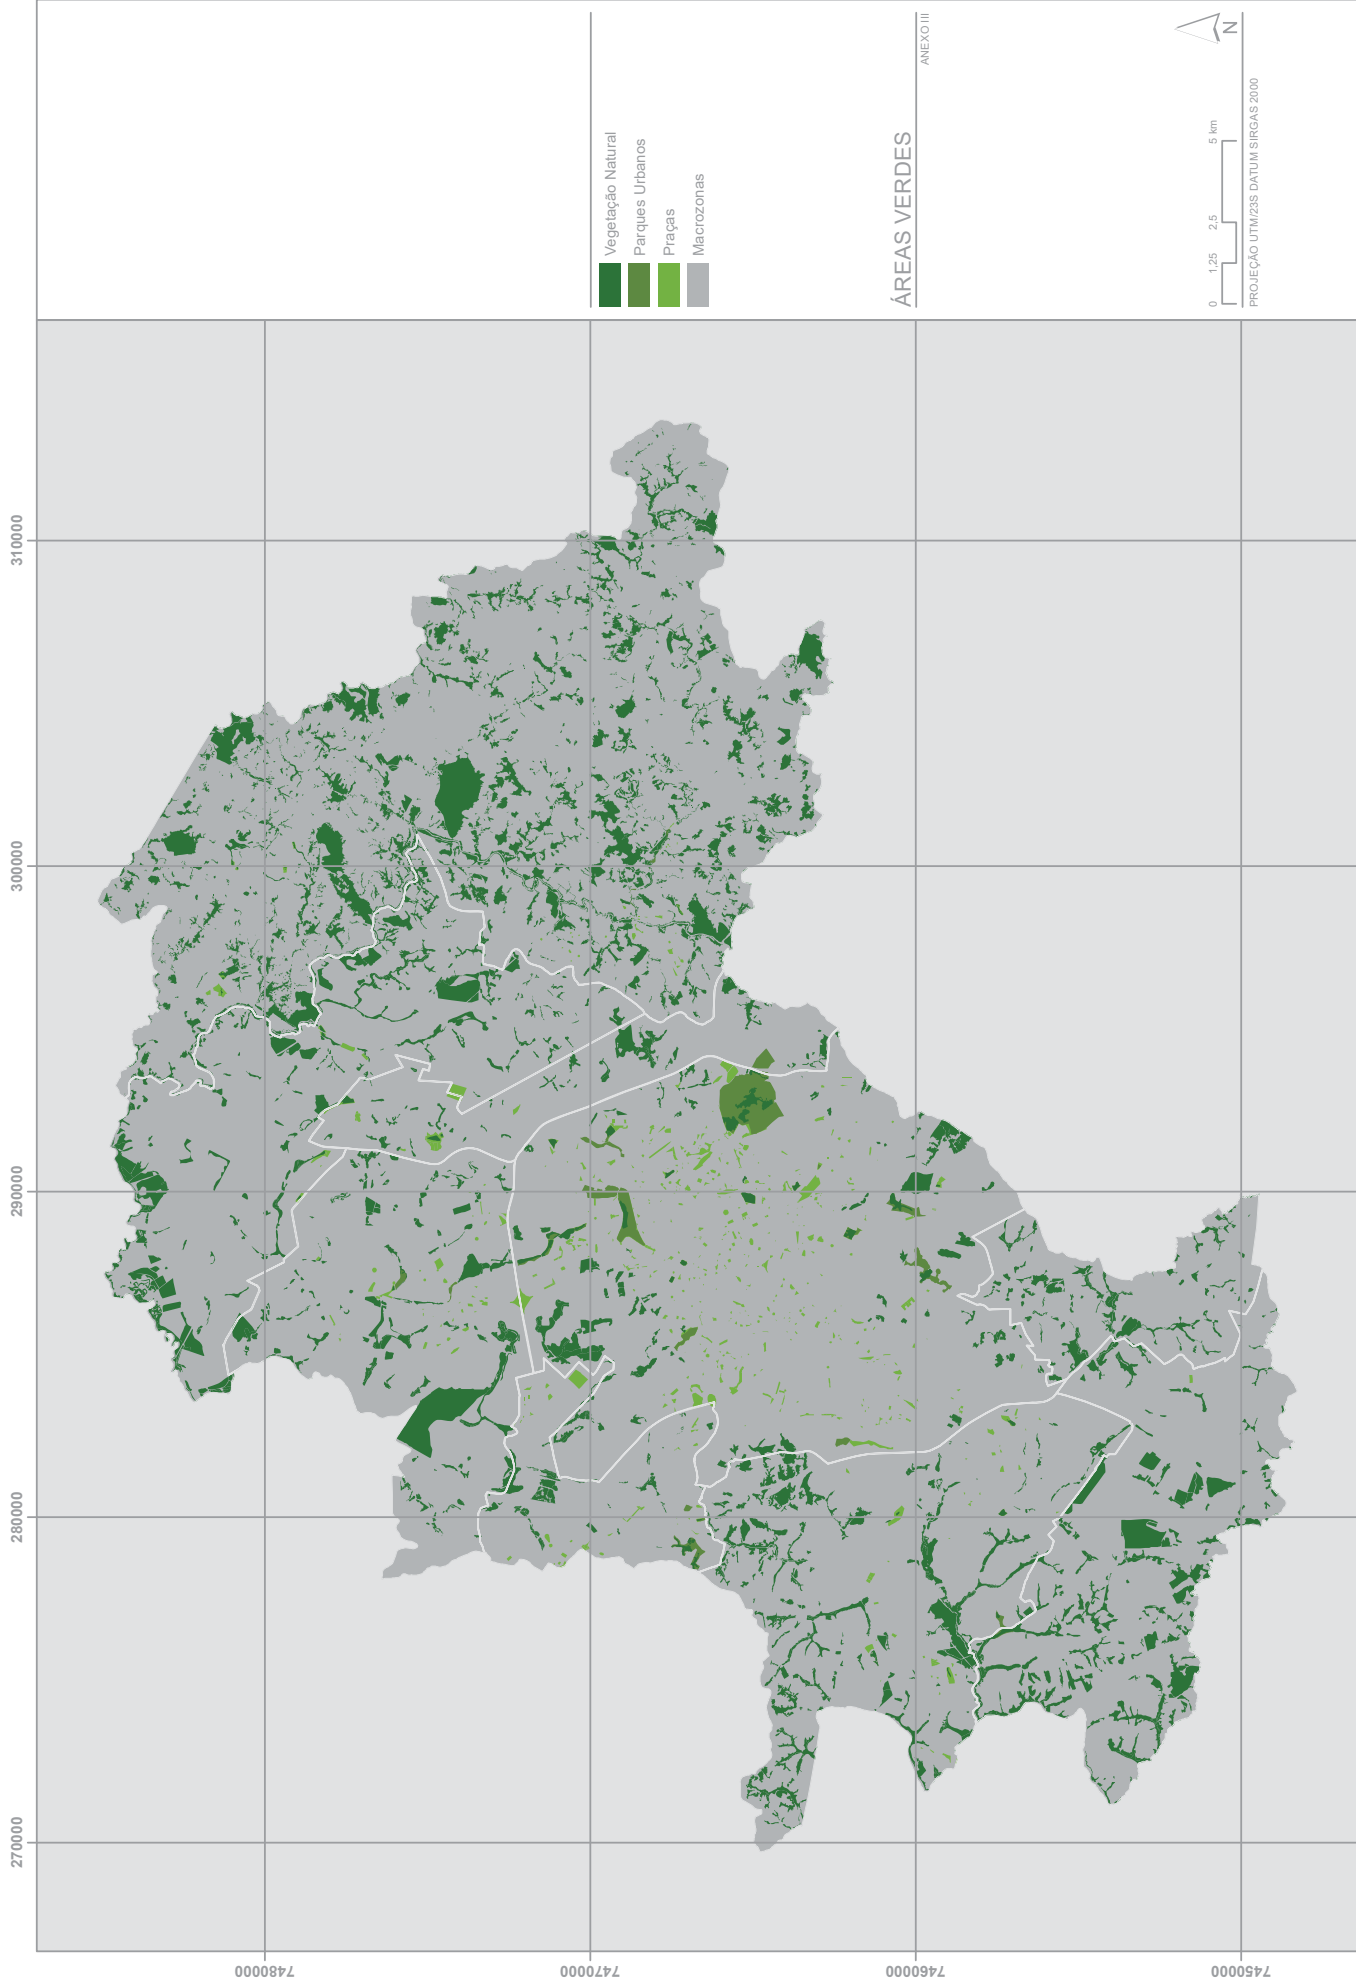 ANEXO III
N
Vegetação Natural
Parques Urbanos
Praças
Macrozonas
ÁREAS VERDES
0 1,25 2,5 5 km
PROJEÇÃO UTM/23S DATUM SIRGAS 2000
270000
280000
290000
300000
310000
7480000
7470000
7460000
7450000